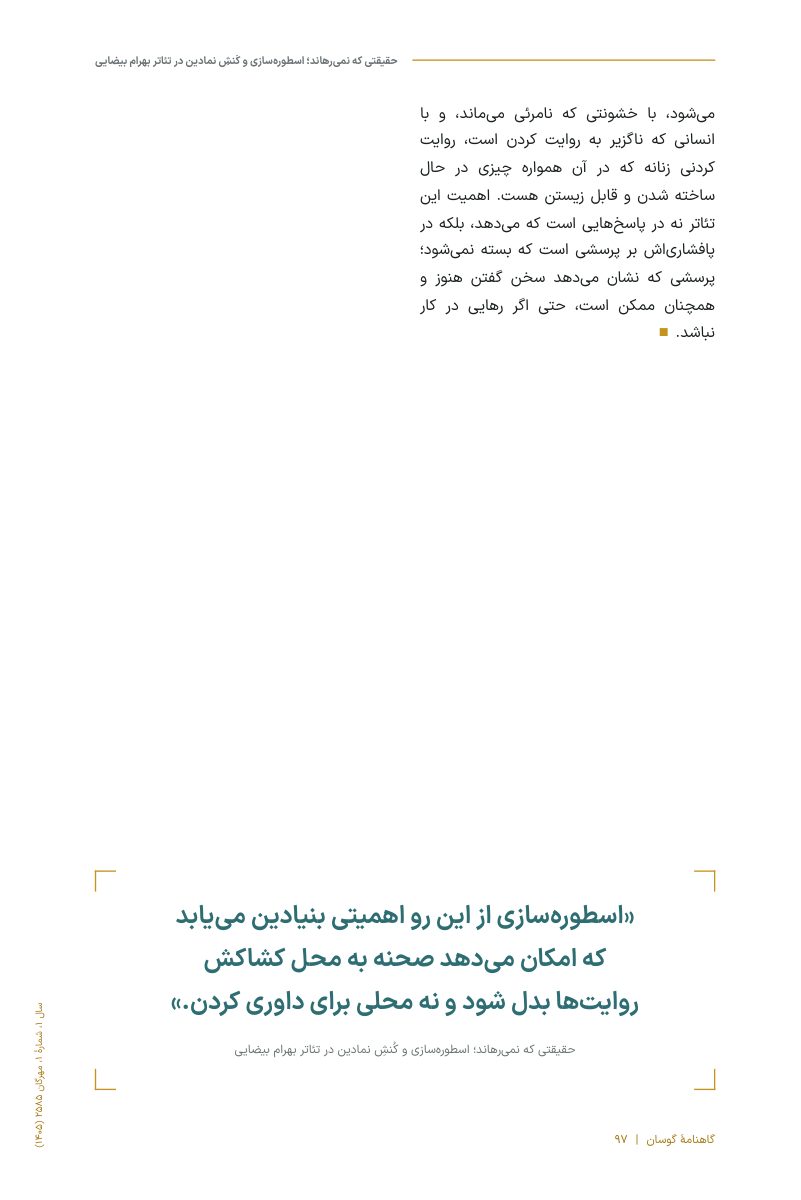 حقیقتی که نمی‌رهاند؛ اسطوره‌سازی و کُنشِ نمادین در تئاتر بهرام بیضایی
می‌شود، با خشونتی که نامرئی می‌ماند، و با
انسانی که ناگزیر به روایت کردن است، روایت
کردنی زنانه که در آن همواره چیزی در حال
ساخته شدن و قابل زیستن هست. اهمیت این
تئاتر نه در پاسخ‌هایی است که می‌دهد، بلکه در
پافشاری‌اش بر پرسشی است که بسته نمی‌شود؛
پرسشی که نشان می‌دهد سخن گفتن هنوز و
همچنان ممکن است، حتی اگر رهایی در کار
نباشد. ■
«اسطوره‌سازی از این رو اهمیتی بنیادین می‌یابد
که امکان می‌دهد صحنه به محل کشاکش
روایت‌ها بدل شود و نه محلی برای داوری کردن.»
حقیقتی که نمی‌رهاند؛ اسطوره‌سازی و کُنشِ نمادین در تئاتر بهرام بیضایی
گاهنامهٔ گوسان | ۹۷
سال ۱، شمارهٔ ۱، مهرگان ۲۵۸۵ (۱۴۰۵)